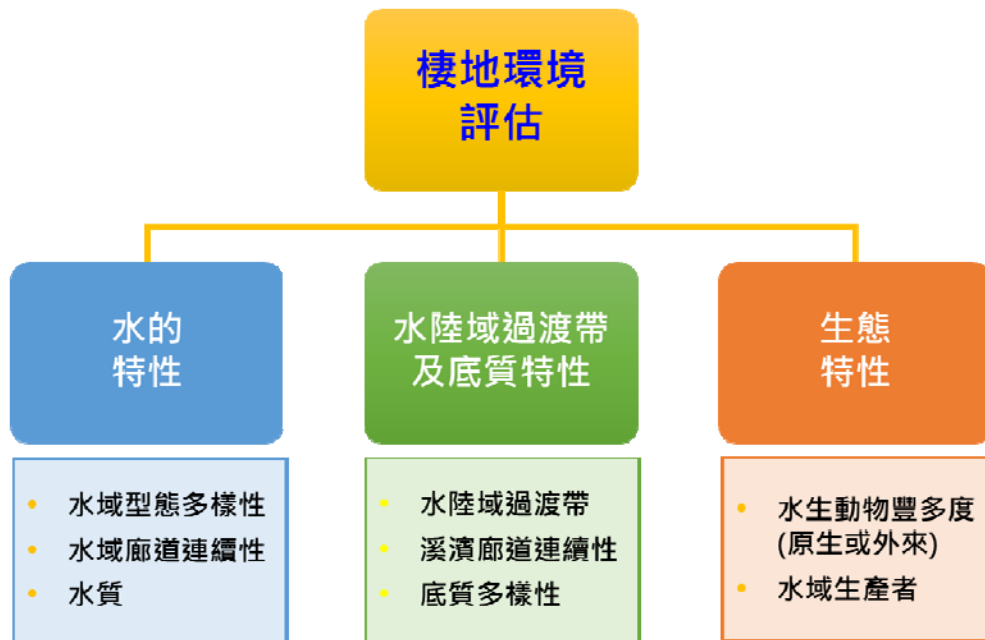 棲地環境
評估
水的
特性
水陸域過渡帶
及底質特性
生態
特性
• 水域型態多樣性
• 水域廊道連續性
• 水質
• 水陸域過渡帶
• 溪濱廊道連續性
• 底質多樣性
• 水生動物豐多度
(原生或外來)
• 水域生產者